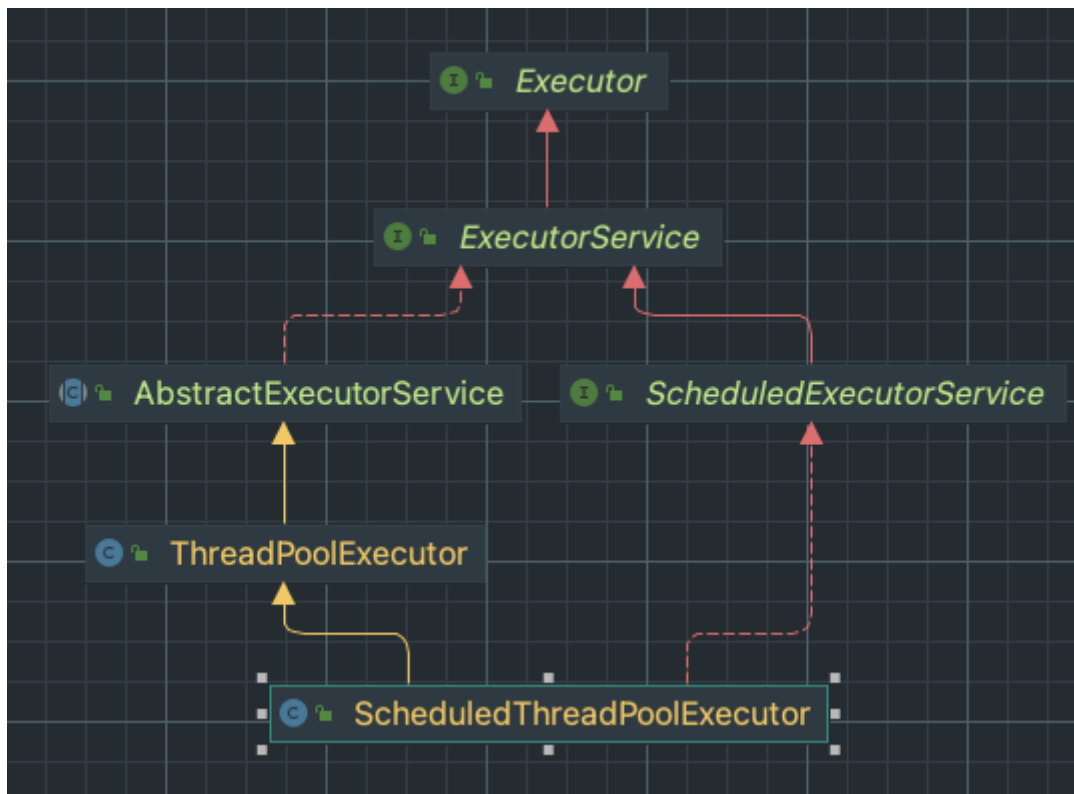 I Executor
I ExecutorService
C AbstractExecutorService
I ScheduledExecutorService
C ThreadPoolExecutor
C ScheduledThreadPoolExecutor